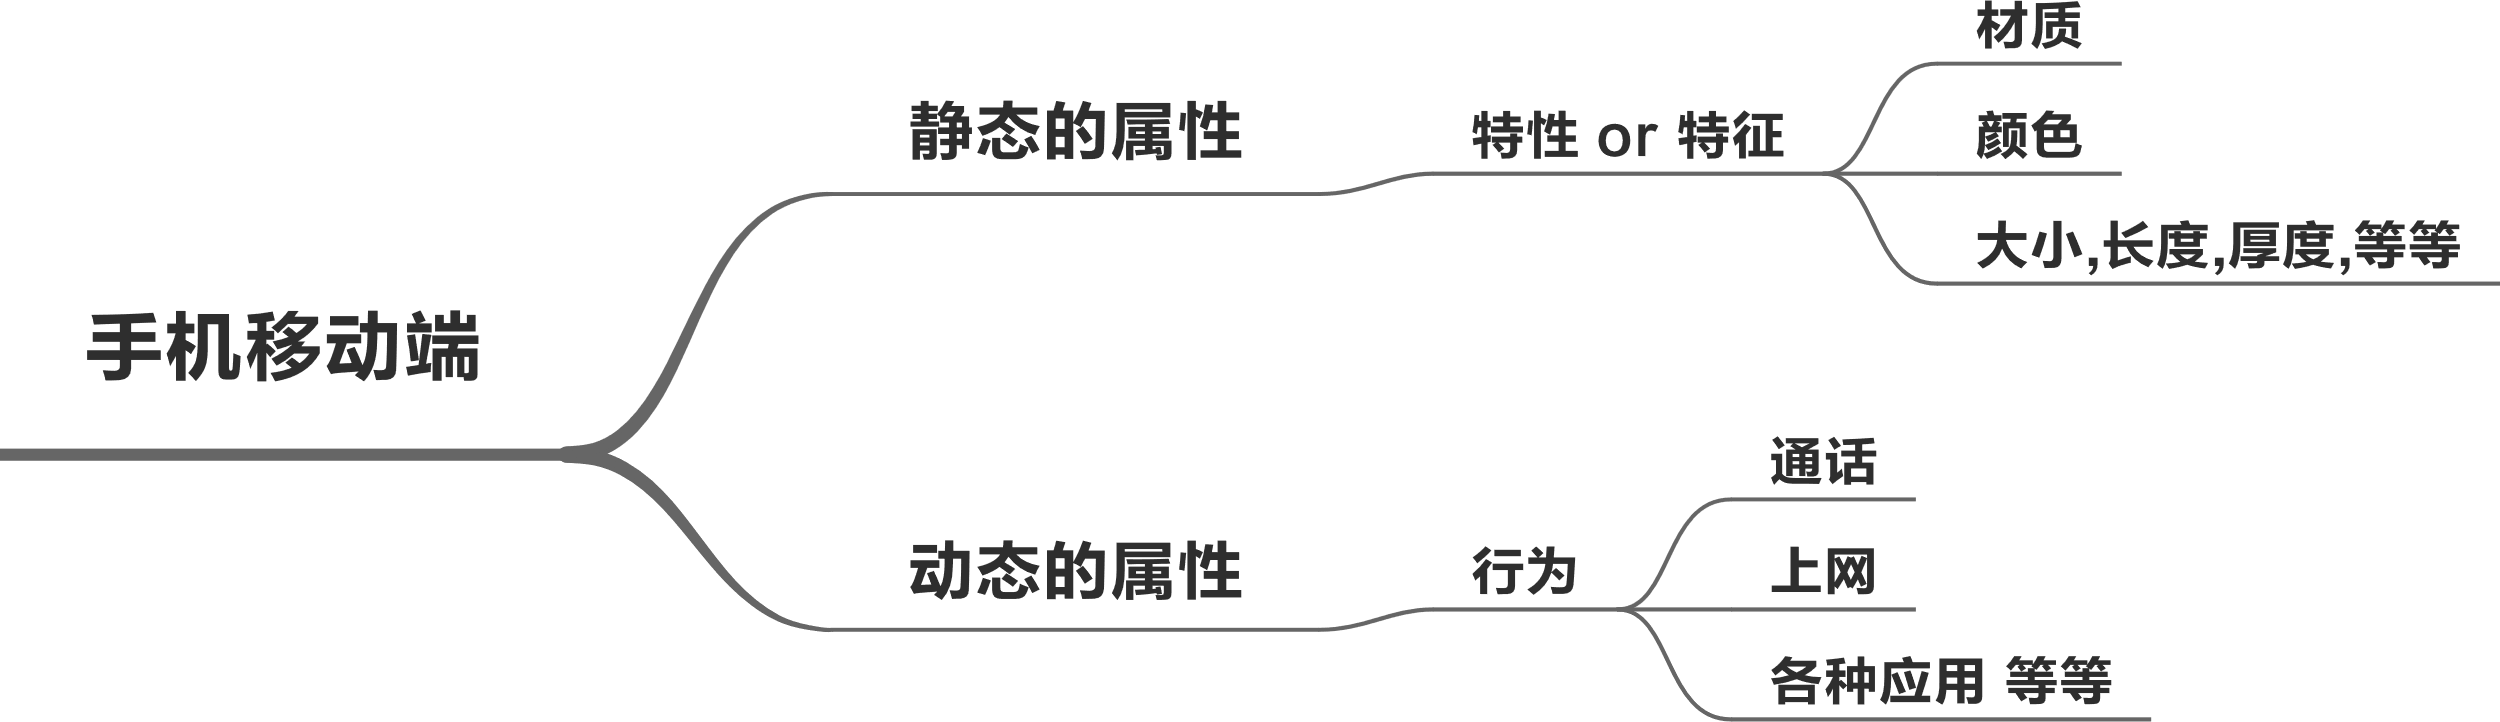 手机移动端
静态的属性
特性 or 特征
材质
颜色
大小, 长度, 厚度, 等等
动态的属性
行为
通话
上网
各种应用 等等